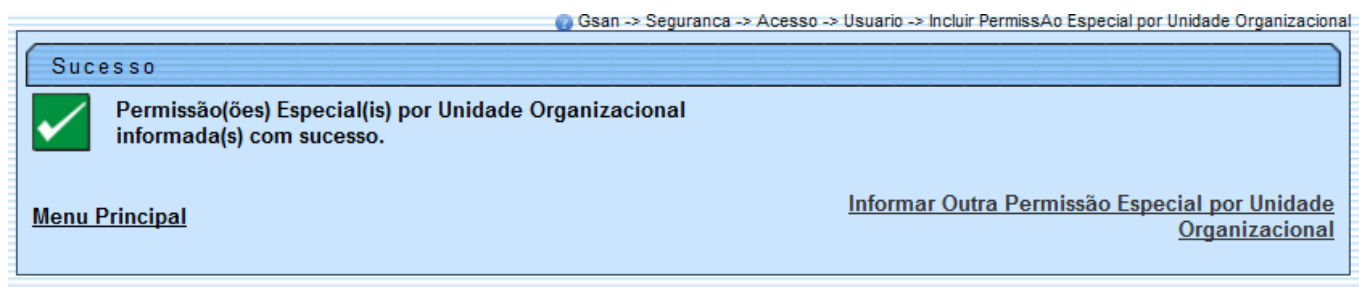 Gsan -> Seguranca -> Acesso -> Usuario -> Incluir PermissAo Especial por Unidade Organizacional
Sucesso
Permissão(ões) Especial(is) por Unidade Organizacional
informada(s) com sucesso.
Menu Principal
Informar Outra Permissão Especial por Unidade
Organizacional